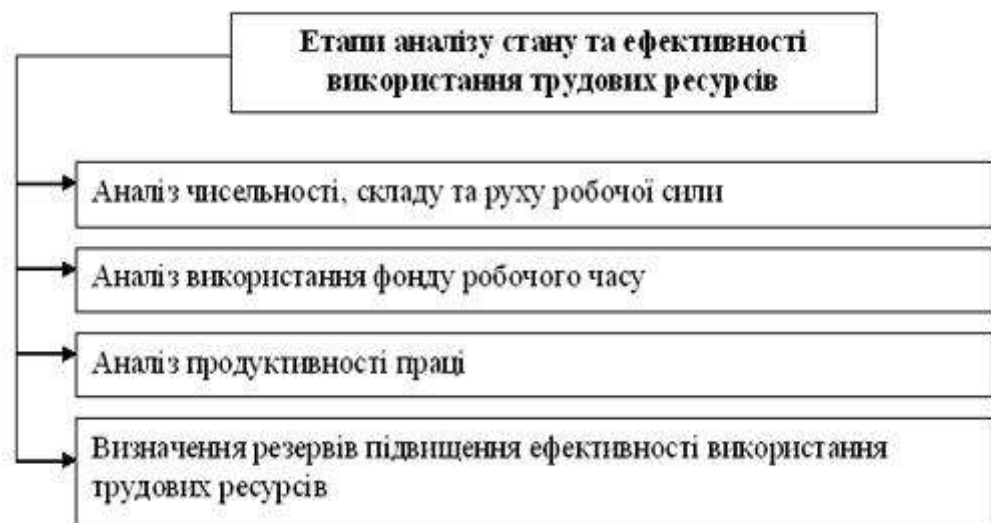 Етапи аналізу стану та ефективності
використання трудових ресурсів
Аналіз чисельності, складу та руху робочої сили
Аналіз використання фонду робочого часу
Аналіз продуктивності праці
Визначення резервів підвищення ефективності використання
трудових ресурсів